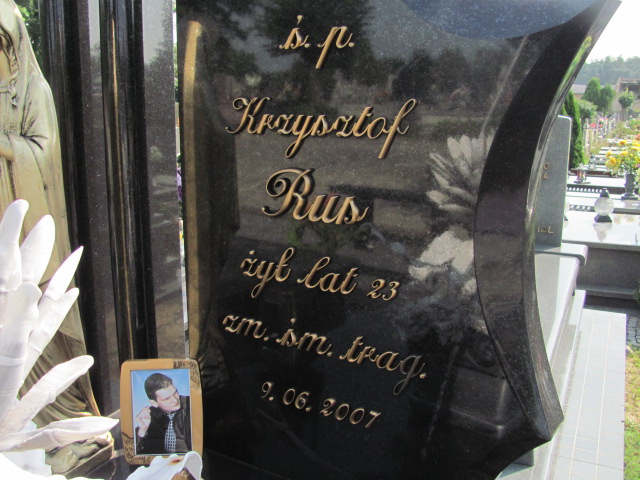 ś. p.
Krzysztof
Rus
żył lat 23
zm. śm. trag.
9. 06. 2007